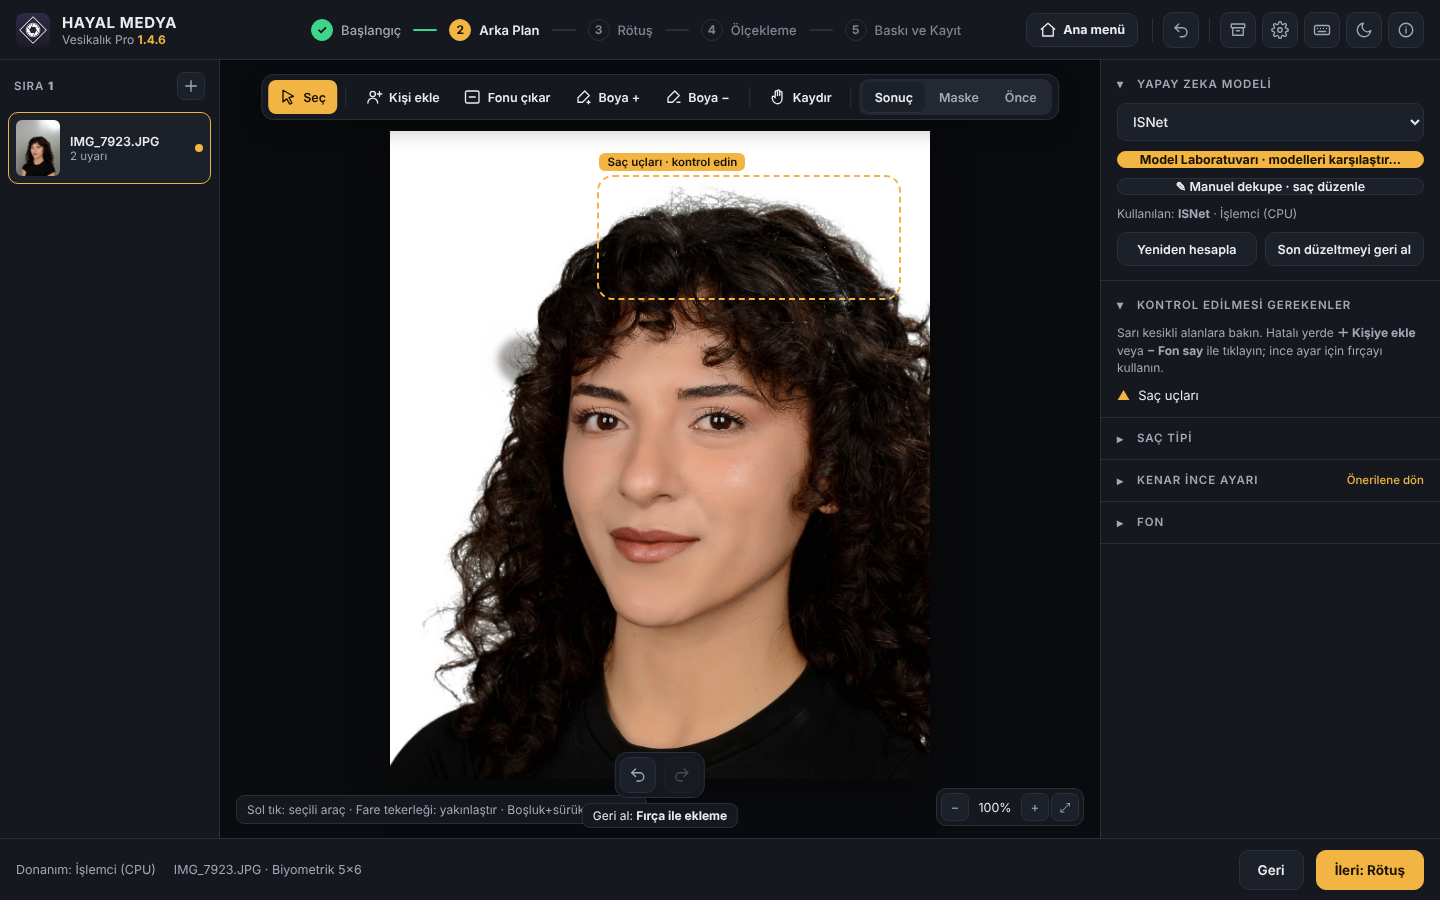 HAYAL MEDYA
Vesikalık Pro 1.4.6
Başlangıç
2 Arka Plan
3 Rötuş
4 Ölçekleme
5 Baskı ve Kayıt
Ana menü
SIRA 1
IMG_7923.JPG
2 uyarı
Seç
Kişi ekle
Fonu çıkar
Boya +
Boya −
Kaydır
Sonuç
Maske
Önce
Saç uçları · kontrol edin
Sol tık: seçili araç · Fare tekerleği: yakınlaştır · Boşluk+sürük
Geri al: Fırça ile ekleme
− 100% +
YAPAY ZEKA MODELİ
ISNet
Model Laboratuvarı · modelleri karşılaştır...
✎ Manuel dekupe · saç düzenle
Kullanılan: ISNet · İşlemci (CPU)
Yeniden hesapla
Son düzeltmeyi geri al
KONTROL EDİLMESİ GEREKENLER
Sarı kesikli alanlara bakın. Hatalı yerde + Kişiye ekle
veya − Fon say ile tıklayın; ince ayar için fırçayı
kullanın.
Saç uçları
SAÇ TİPİ
KENAR İNCE AYARI
Önerilene dön
FON
Donanım: İşlemci (CPU)
IMG_7923.JPG · Biyometrik 5×6
Geri
İleri: Rötuş